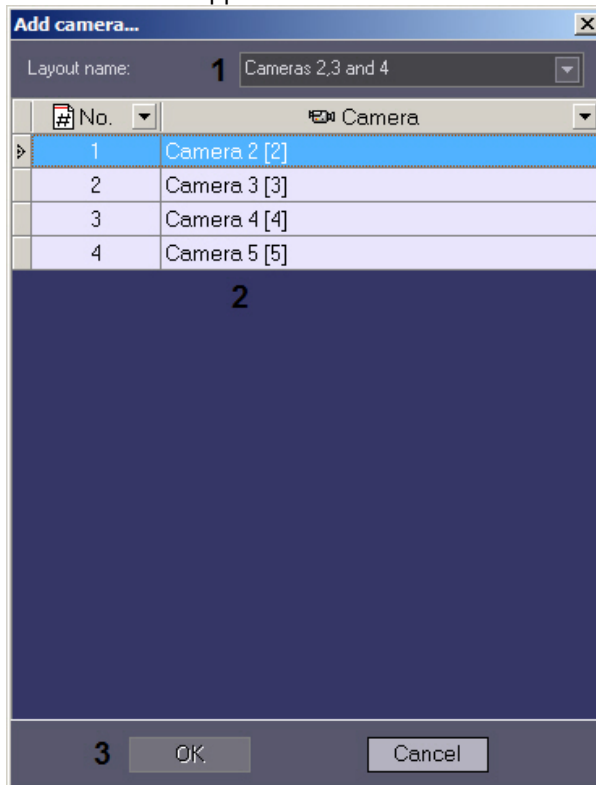 Add camera...
Layout name: 1 Cameras 2,3 and 4
# No. Camera
1 Camera 2 [2]
2 Camera 3 [3]
3 Camera 4 [4]
4 Camera 5 [5]
2
3 OK Cancel